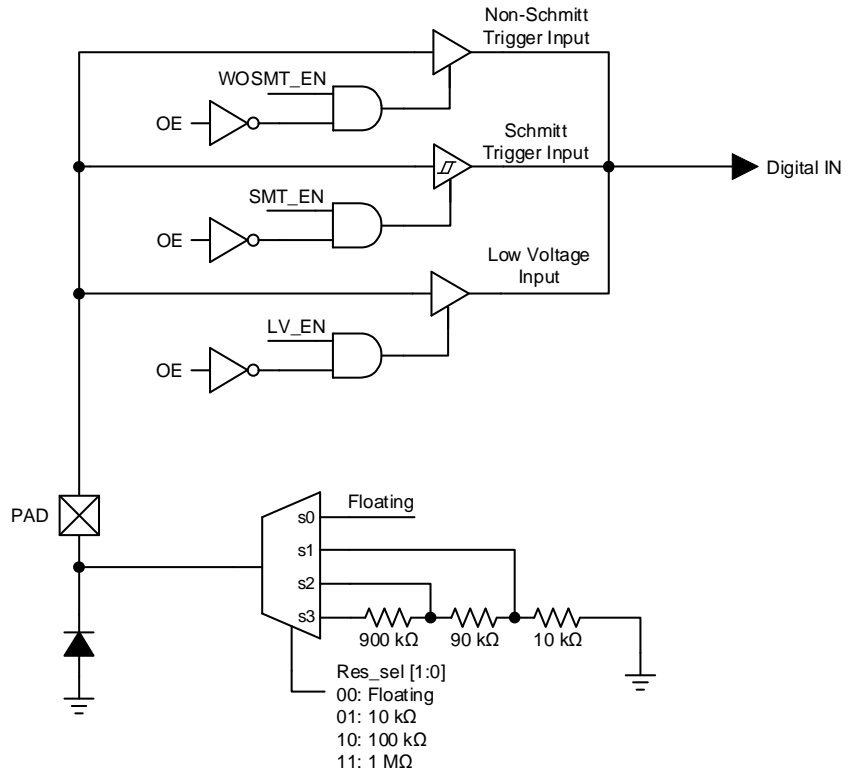 Non-Schmitt
Trigger Input
WOSMT_EN
OE
Schmitt
Trigger Input
Digital IN
SMT_EN
OE
Low Voltage
Input
LV_EN
OE
PAD
Floating
s0
s1
s2
s3
900 kΩ
90 kΩ
10 kΩ
Res_sel [1:0]
00: Floating
01: 10 kΩ
10: 100 kΩ
11: 1 MΩ